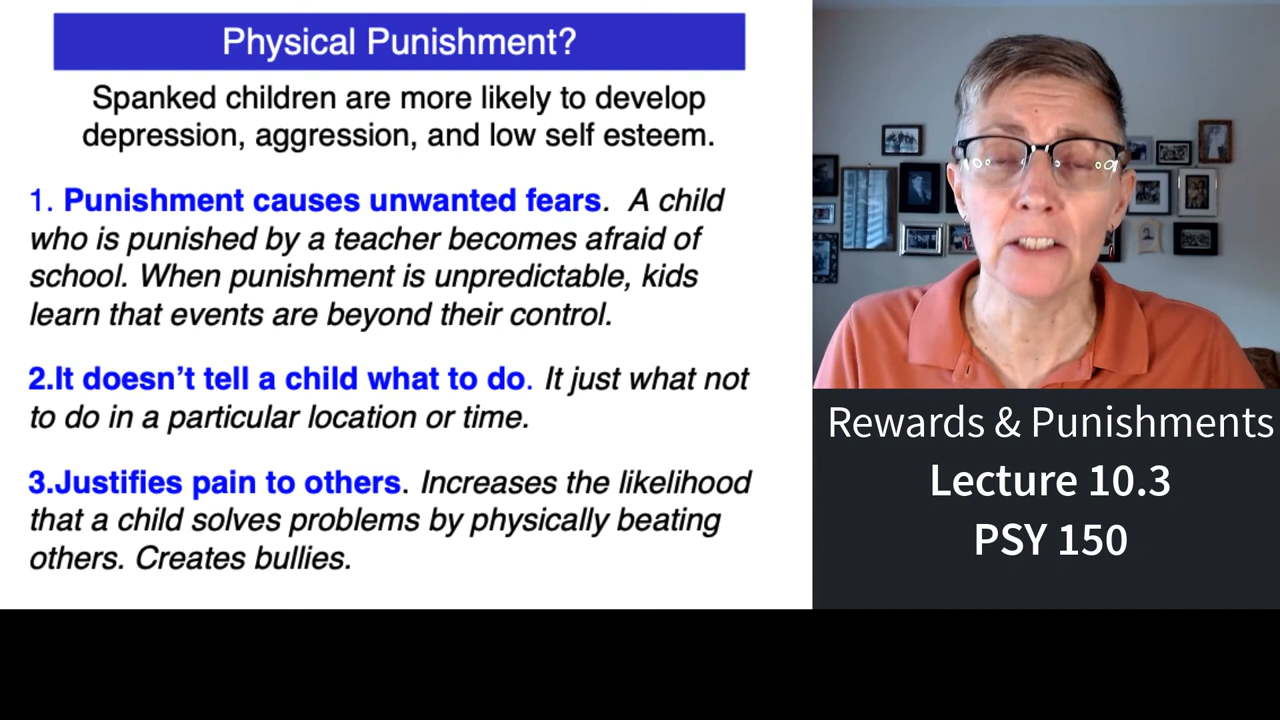 Physical Punishment?
Spanked children are more likely to develop
depression, aggression, and low self esteem.
1. Punishment causes unwanted fears.  A child
who is punished by a teacher becomes afraid of
school. When punishment is unpredictable, kids
learn that events are beyond their control.
2.It doesn’t tell a child what to do. It just what not
to do in a particular location or time.
3.Justifies pain to others. Increases the likelihood
that a child solves problems by physically beating
others. Creates bullies.
Rewards & Punishments
Lecture 10.3
PSY 150